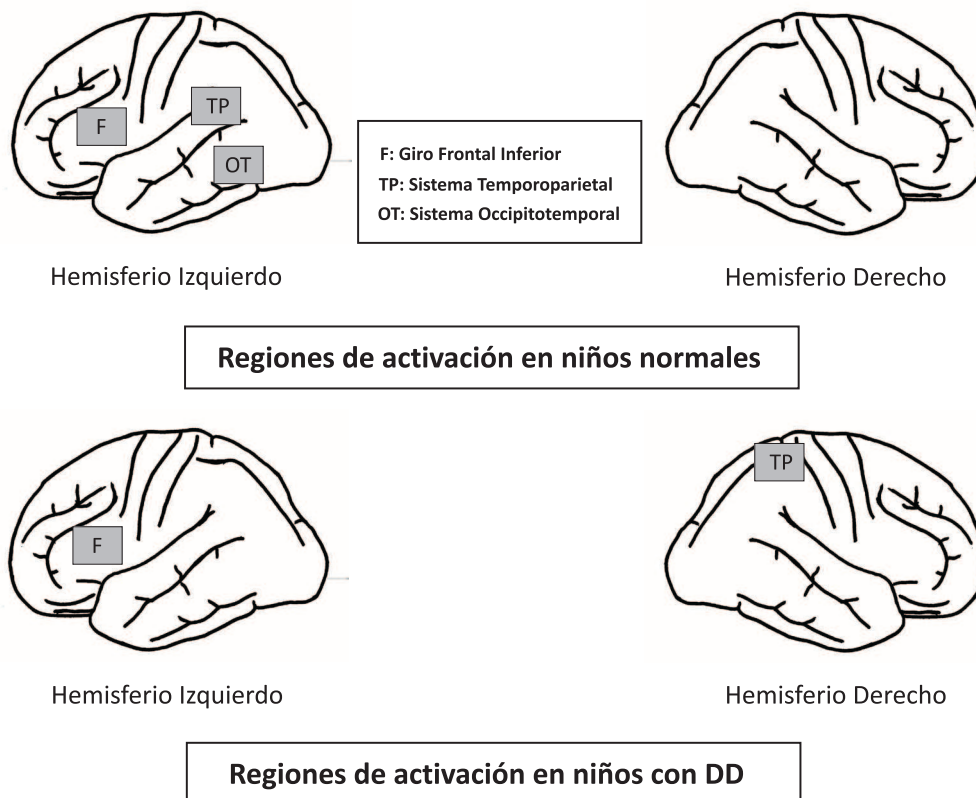 F
TP
OT
F: Giro Frontal Inferior
TP: Sistema Temporoparietal
OT: Sistema Occipitotemporal
Hemisferio Izquierdo
Hemisferio Derecho
Regiones de activación en niños normales
F
TP
Hemisferio Izquierdo
Hemisferio Derecho
Regiones de activación en niños con DD